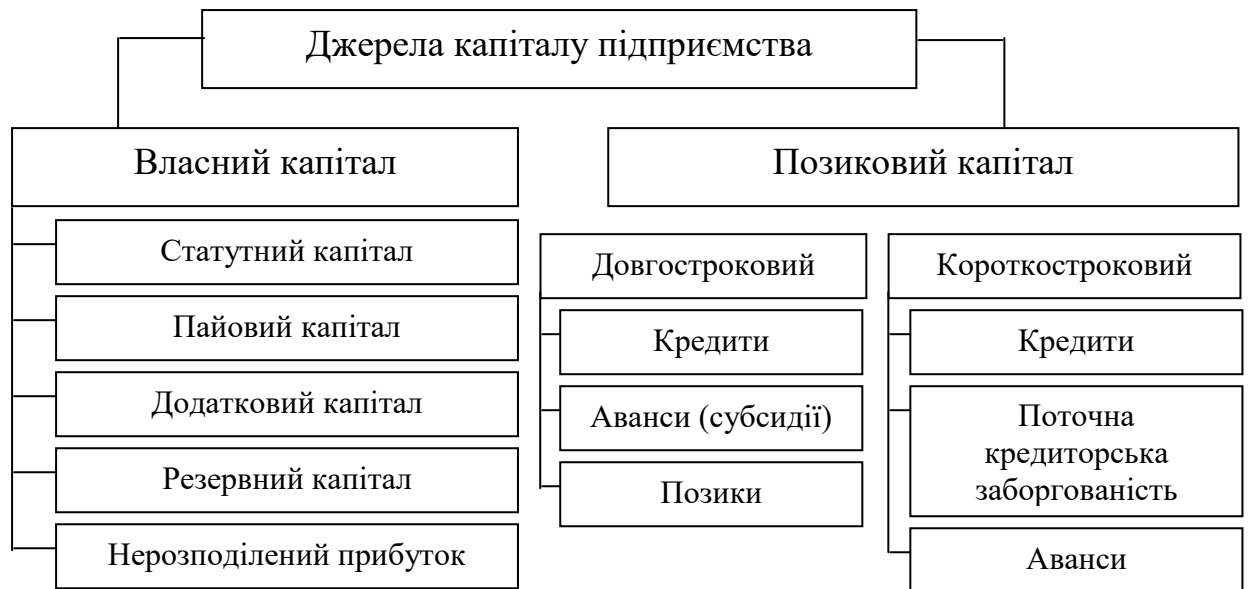 Джерела капіталу підприємства
Власний капітал
Статутний капітал
Пайовий капітал
Додатковий капітал
Резервний капітал
Нерозподілений прибуток
Позиковий капітал
Довгостроковий
Кредити
Аванси (субсидії)
Позики
Короткостроковий
Кредити
Поточна
кредиторська
заборгованість
Аванси